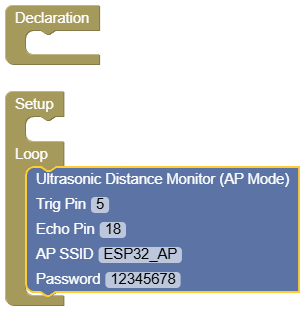 Declaration
Setup
Loop
Ultrasonic Distance Monitor (AP Mode)
Trig Pin 5
Echo Pin 18
AP SSID ESP32_AP
Password 12345678